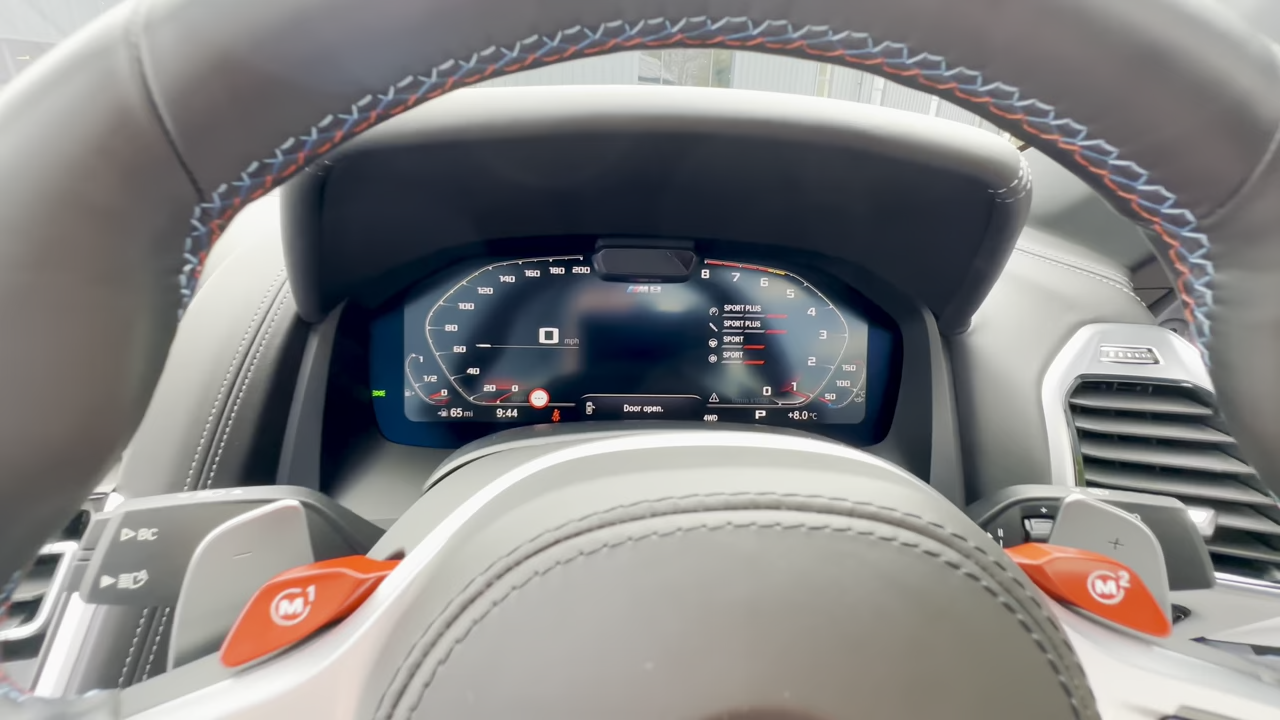 140 160 180 200
120
100
80
60
40
20 0
1
1/2
0
0 mph
M8
SPORT PLUS
SPORT PLUS
SPORT
SPORT
8 7 6 5 4 3 2 1 0
150
100
50
65 mi
9:44
Door open.
4WD
P
+8.0 °C
BC
M1
M2
− +